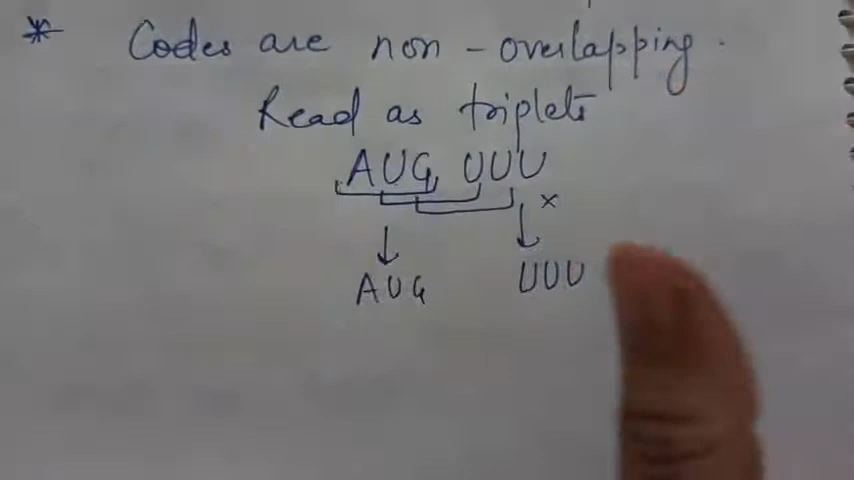 * Codes are non-overlapping.
Read as triplets
AUG UUU
x
AUG UUU